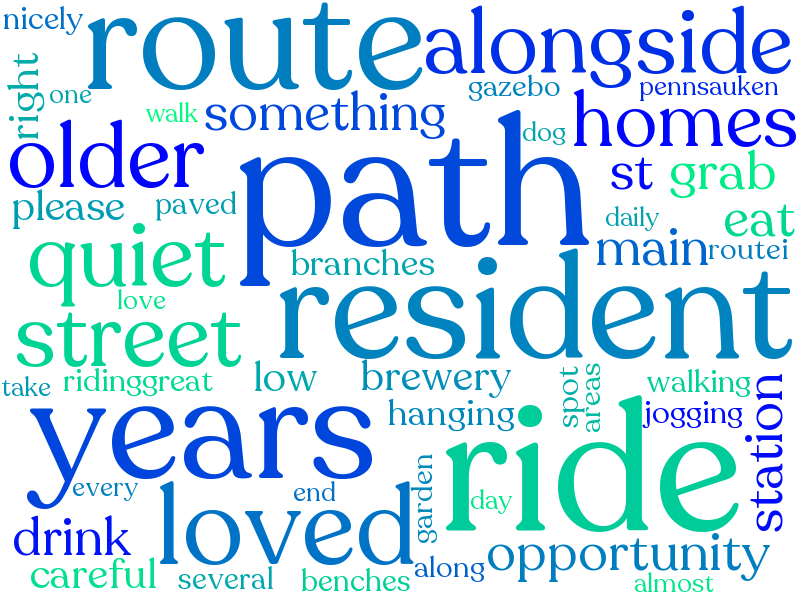 nicely
route
alongside
right
one
walk
something
gazebo
pennsauken
dog
homes
older
path
st
grab
please
paved
daily
eat
quiet
branches
main
routei
love
resident
street
take
ridinggreat
low
brewery
spot
areas
walking
years
hanging
jogging
station
ride
every
end
garden
day
loved
drink
opportunity
careful
several
benches
along
almost